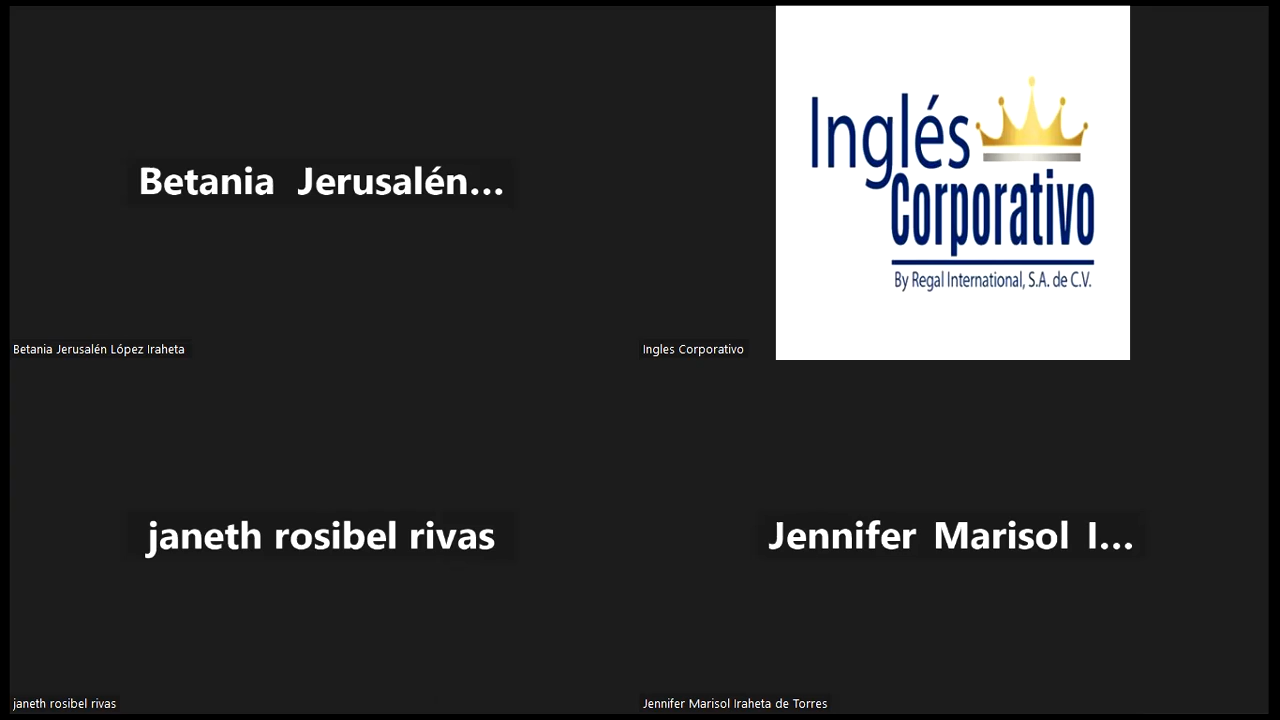 Betania Jerusalén...
Inglés
Corporativo
By Regal International, S.A. de C.V.
Betania Jerusalén López Iraheta
Ingles Corporativo
janeth rosibel rivas
Jennifer Marisol I...
janeth rosibel rivas
Jennifer Marisol Iraheta de Torres